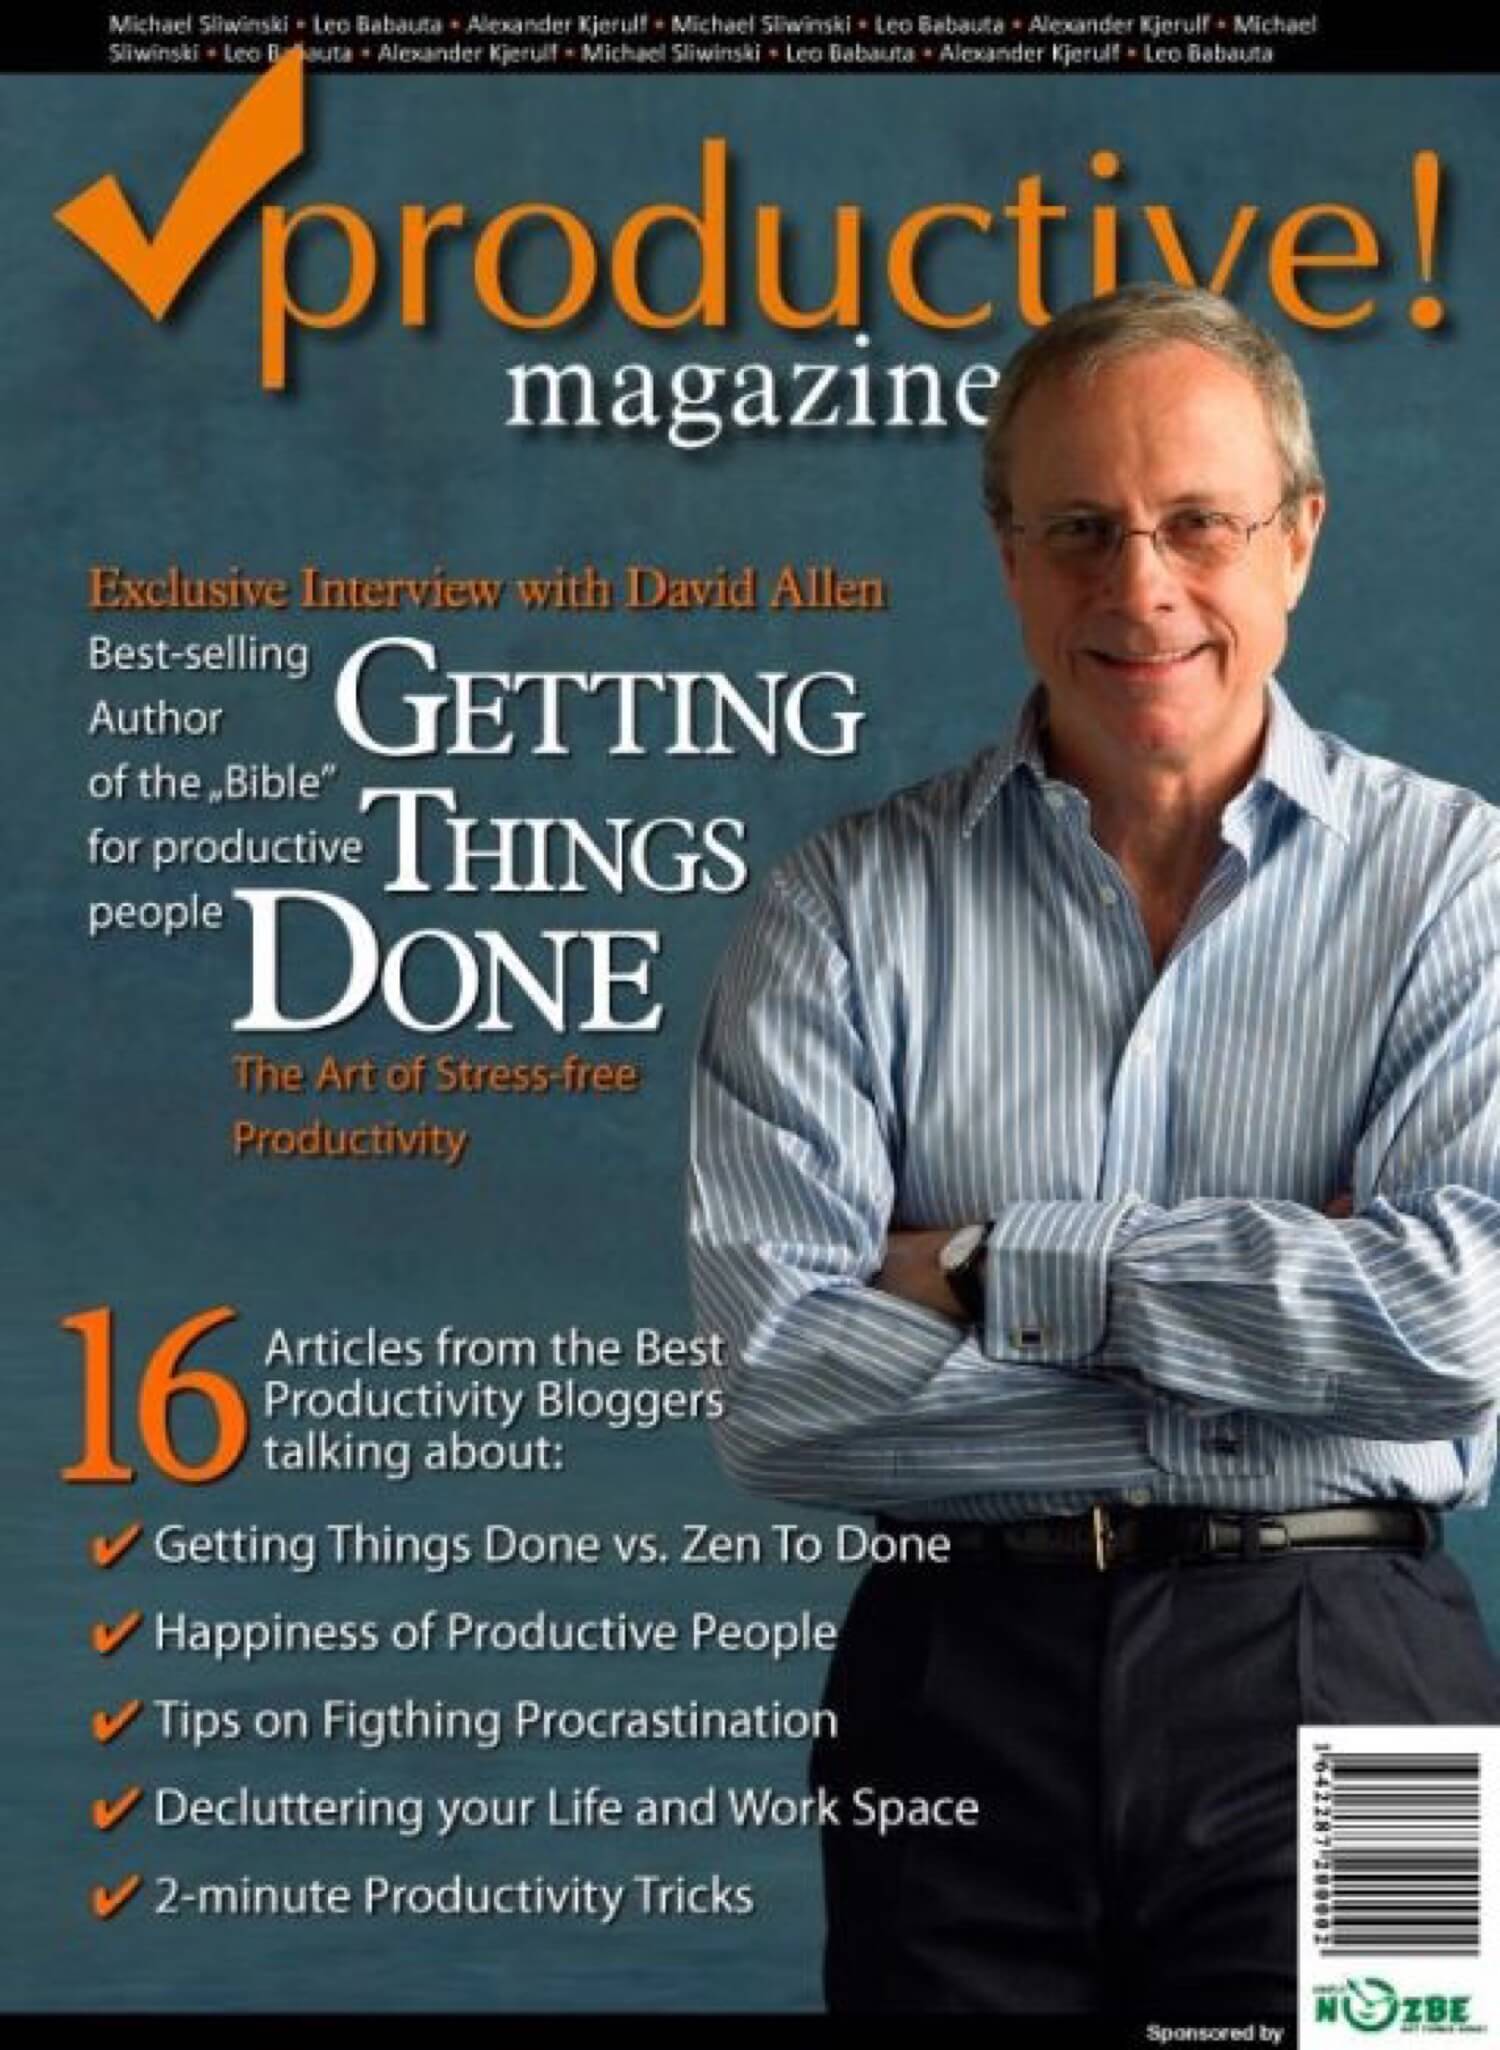 Michael Sliwinski • Leo Babauta • Alexander Kjerulf • Michael Sliwinski • Leo Babauta • Alexander Kjerulf • Michael
Sliwinski • Leo Babauta • Alexander Kjerulf • Michael Sliwinski • Leo Babauta • Alexander Kjerulf • Leo Babauta
productive!
magazine
Exclusive Interview with David Allen
Best-selling
Author
of the „Bible”
for productive
people
GETTING
THINGS
DONE
The Art of Stress-free
Productivity
16
Articles from the Best
Productivity Bloggers
talking about:
✔ Getting Things Done vs. Zen To Done
✔ Happiness of Productive People
✔ Tips on Figthing Procrastination
✔ Decluttering your Life and Work Space
✔ 2-minute Productivity Tricks
Sponsored by
NOZBE